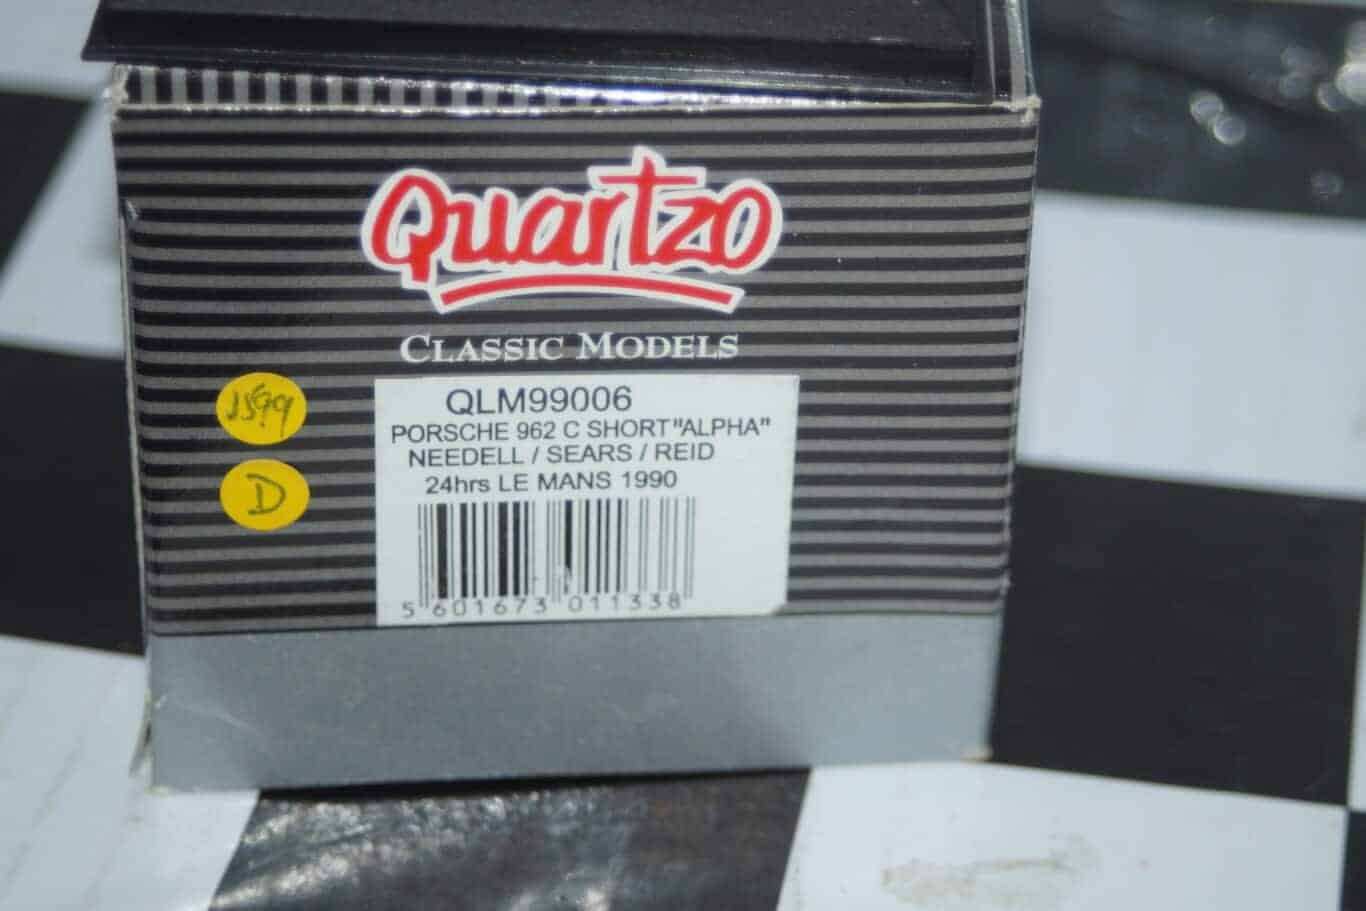 Quartzo
CLASSIC MODELS
QLM99006
PORSCHE 962 C SHORT "ALPHA"
NEEDELL / SEARS / REID
24hrs LE MANS 1990
5 601673 011338
D